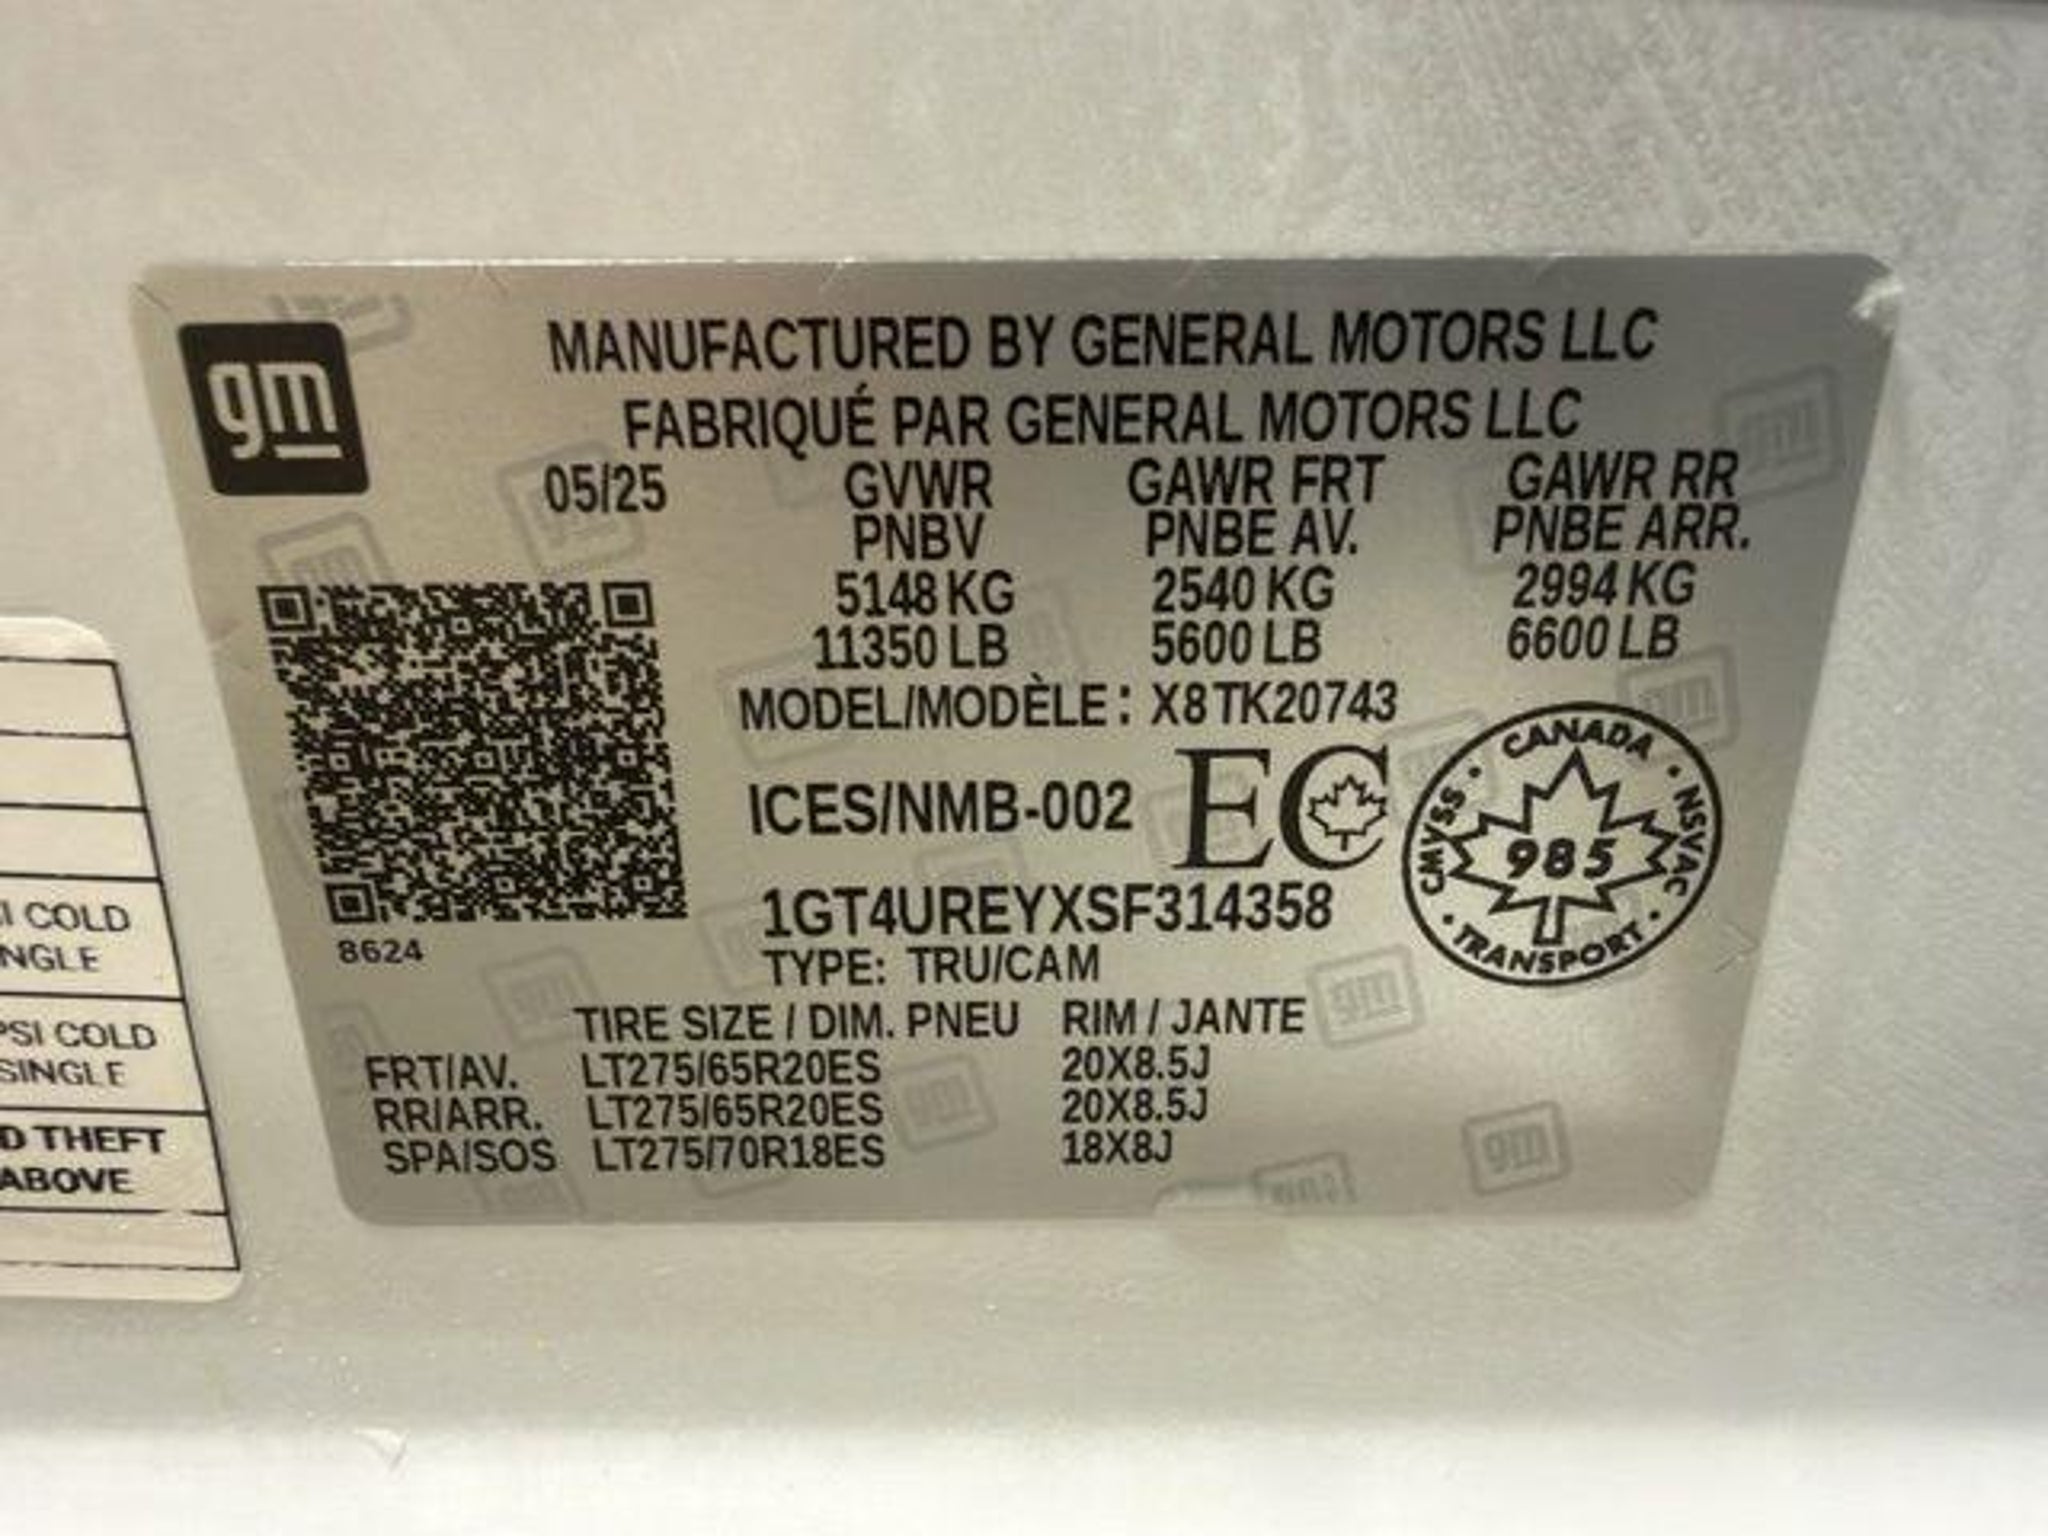 gm
MANUFACTURED BY GENERAL MOTORS LLC
FABRIQUÉ PAR GENERAL MOTORS LLC
05/25 GVWR GAWR FRT GAWR RR
PNBV PNBE AV. PNBE ARR.
5148 KG 2540 KG 2994 KG
11350 LB 5600 LB 6600 LB
MODEL/MODÈLE: X8 TK20743
ICES/NMB-002 EC
CANADA • NSVAC • TRANSPORT • CMVSS •
985
1GT4UREYXSF314358
8624
TYPE: TRU/CAM
TIRE SIZE / DIM. PNEU RIM / JANTE
FRT/AV. LT275/65R20ES 20X8.5J
RR/ARR. LT275/65R20ES 20X8.5J
SPA/SOS LT275/70R18ES 18X8J
COLD
PSI COLD
SINGLE
THEFT
ABOVE